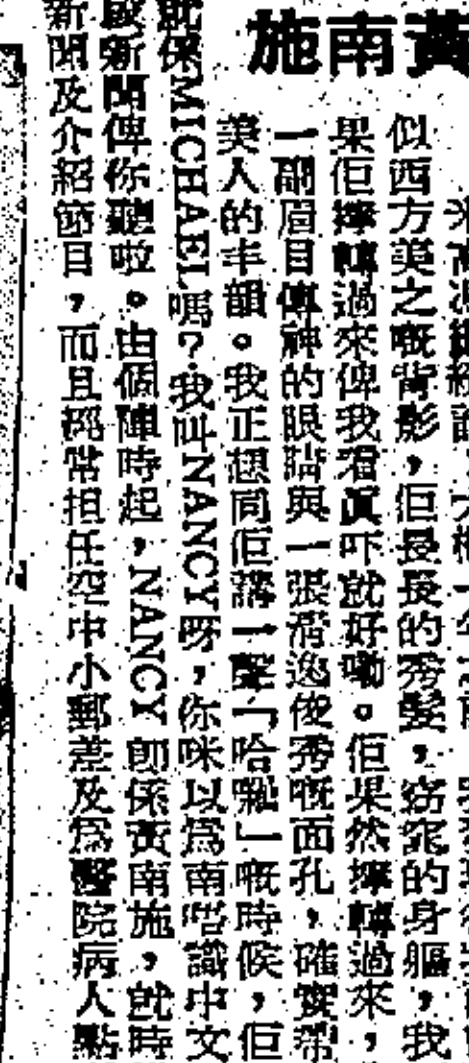 黃南施
似西方美之嘅背影，佢長長的秀髮，窈窕的身軀，我
果佢擰轉過來俾我看真吓就好嘞。佢果然擰轉過來，
一副眉目傳神的眼睛與一張清逸俊秀嘅面孔，確實帶
美人的丰韻。我正想同佢講一聲「哈囉」嘅時候，佢
就係MICHAEL嗎？我叫NANCY呀，你咪以為南唔識中文
新聞俾你聽啦。由個陣時起，NANCY即係黃南施，就時
新聞及介紹節目，而且經常担任空中小郵差及為醫院病人點